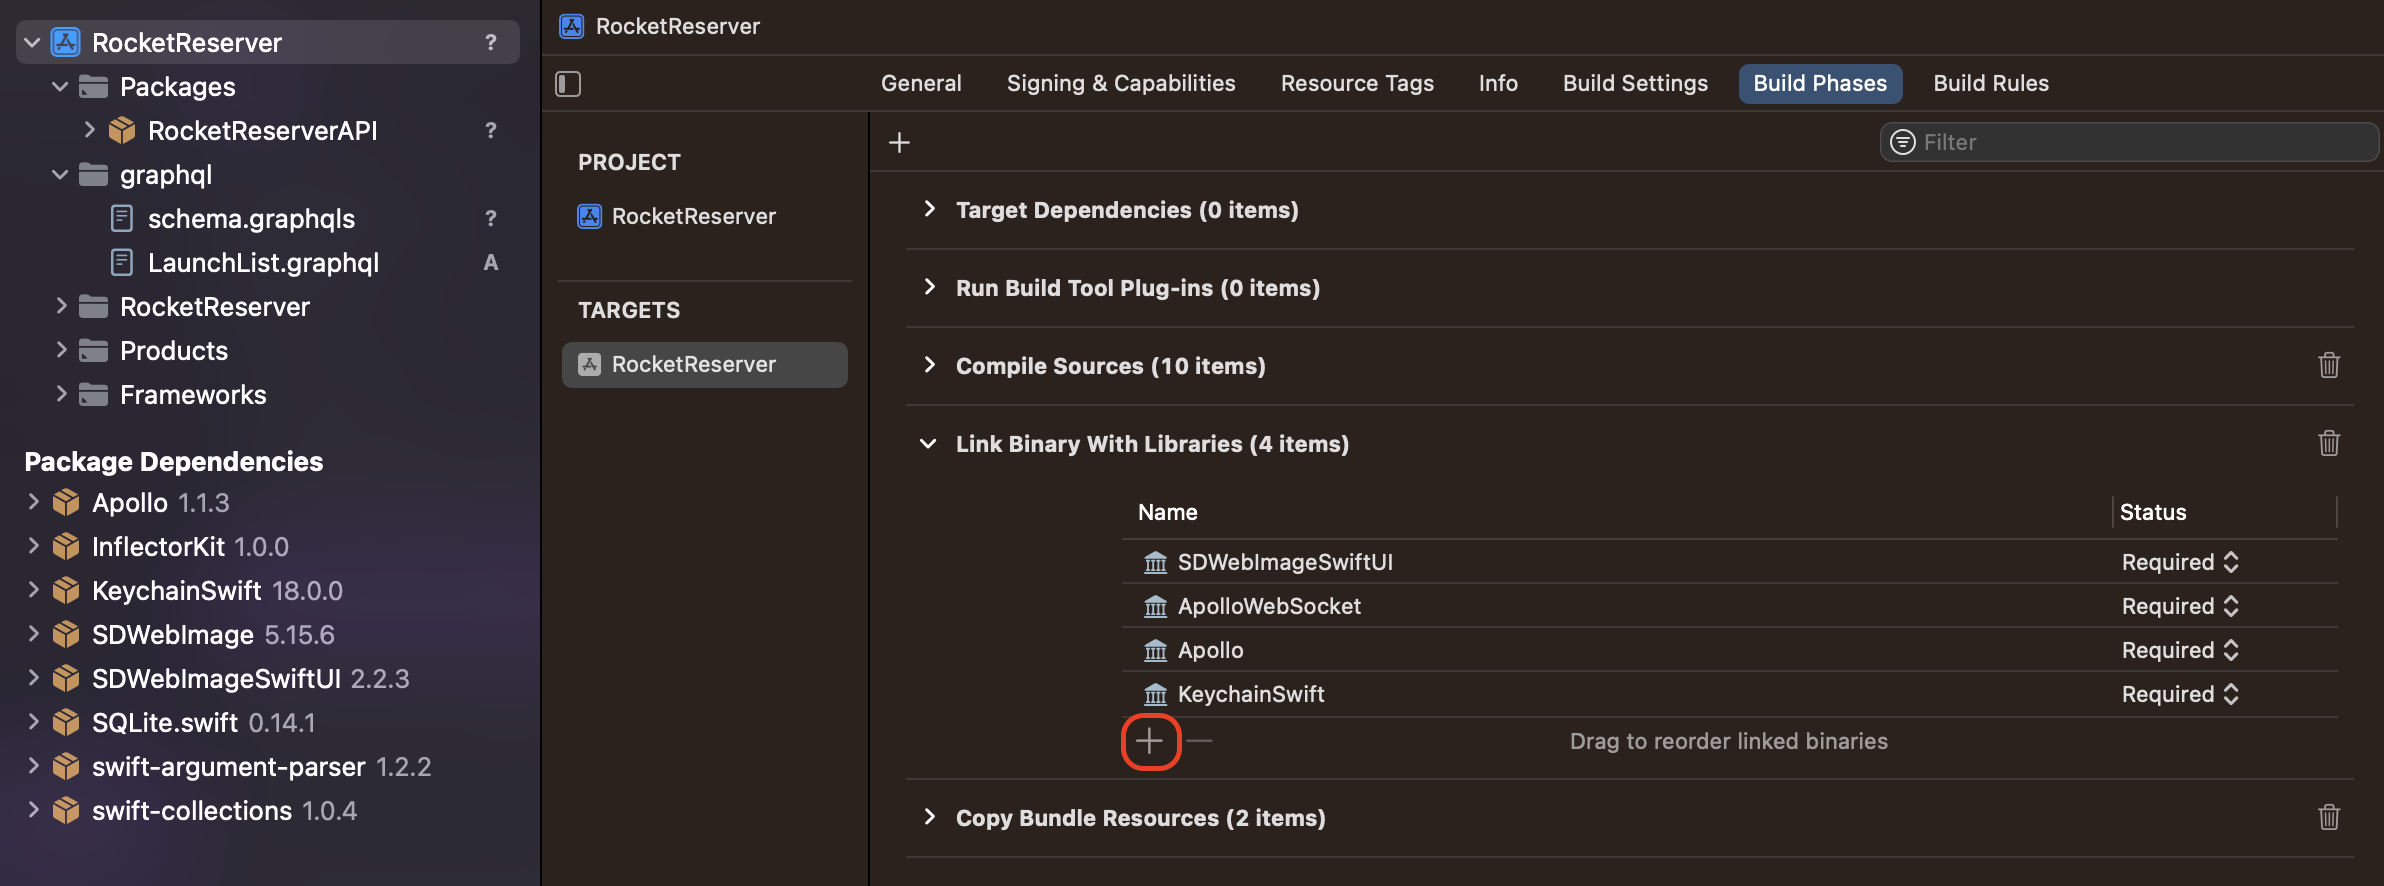 RocketReserver ?
Packages
RocketReserverAPI ?
graphql
schema.graphqls ?
LaunchList.graphql A
RocketReserver
Products
Frameworks
Package Dependencies
Apollo 1.1.3
InflectorKit 1.0.0
KeychainSwift 18.0.0
SDWebImage 5.15.6
SDWebImageSwiftUI 2.2.3
SQLite.swift 0.14.1
swift-argument-parser 1.2.2
swift-collections 1.0.4
RocketReserver
General Signing & Capabilities Resource Tags Info Build Settings Build Phases Build Rules
PROJECT
RocketReserver
TARGETS
RocketReserver
Filter
Target Dependencies (0 items)
Run Build Tool Plug-ins (0 items)
Compile Sources (10 items)
Link Binary With Libraries (4 items)
Name Status
SDWebImageSwiftUI Required
ApolloWebSocket Required
Apollo Required
KeychainSwift Required
Drag to reorder linked binaries
Copy Bundle Resources (2 items)